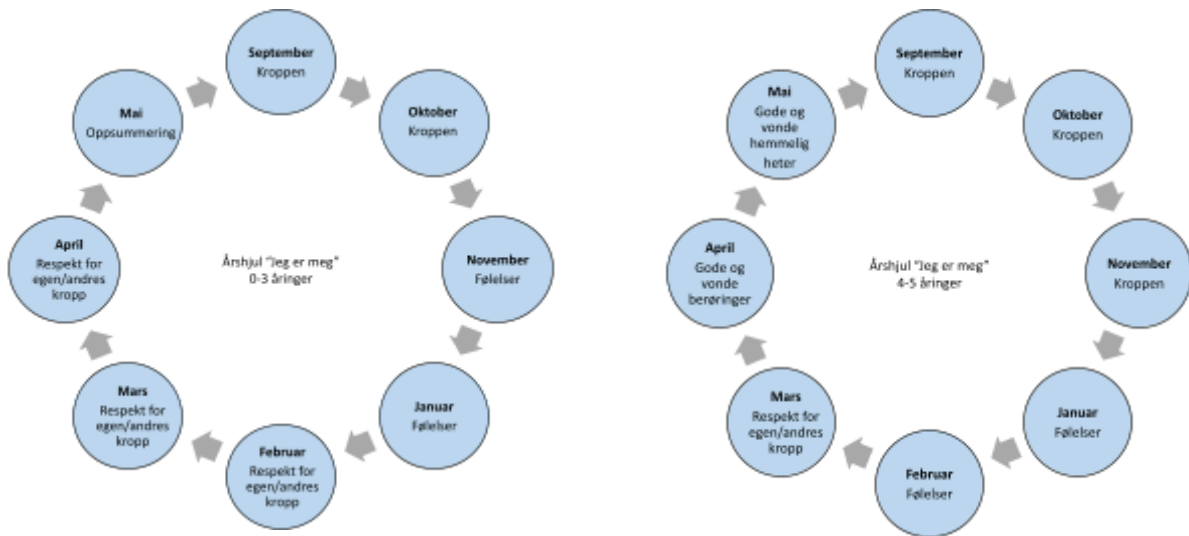 September
Kroppen
Oktober
Kroppen
November
Følelser
Januar
Følelser
Februar
Respekt for
egen/andres
kropp
Mars
Respekt for
egen/andres
kropp
April
Respekt for
egen/andres
kropp
Mai
Oppsummering
Årshjul "Jeg er meg"
0-3 åringer
September
Kroppen
Oktober
Kroppen
November
Kroppen
Januar
Følelser
Februar
Følelser
Mars
Respekt for
egen/andres
kropp
April
Gode og
vonde
berøringer
Mai
Gode og
vonde
hemmelig
heter
Årshjul "Jeg er meg"
4-5 åringer